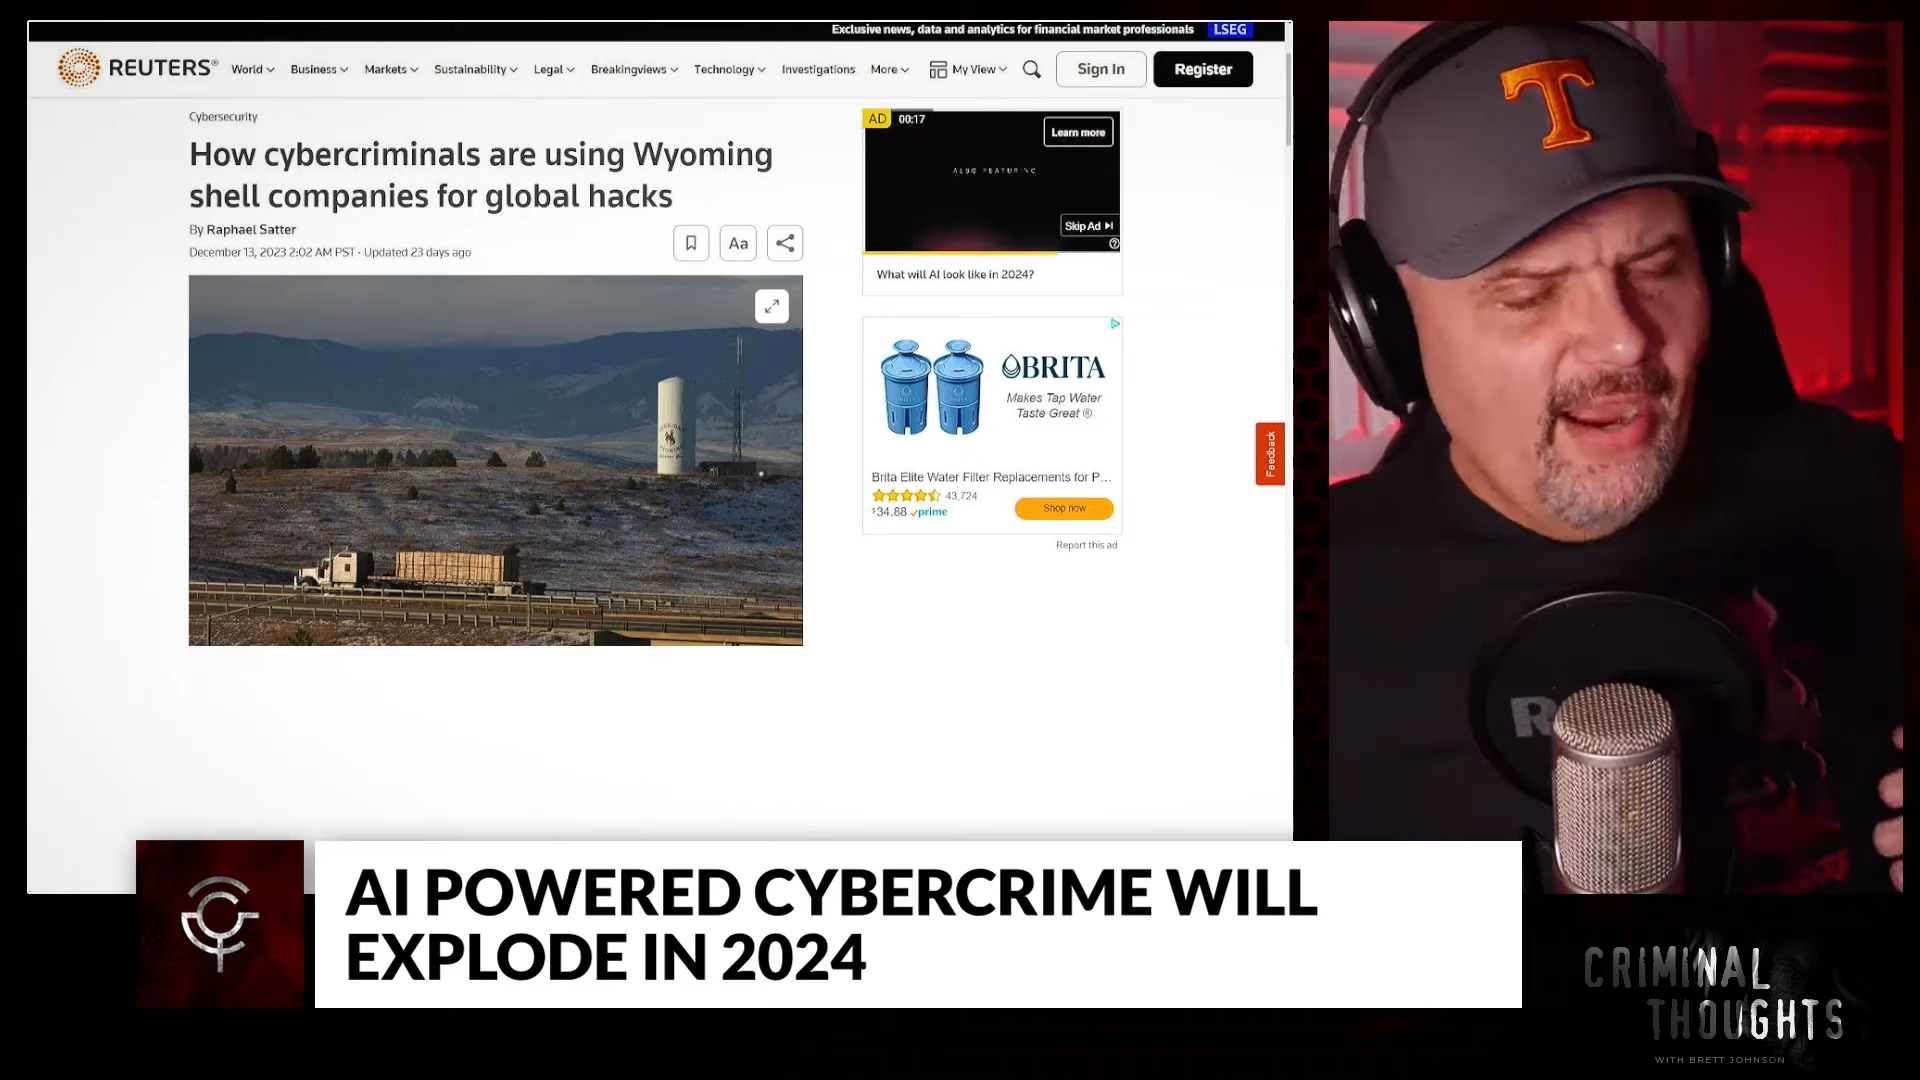 Exclusive news, data and analytics for financial market professionals LSEG
REUTERS®
World Business Markets Sustainability Legal Breakingviews Technology Investigations More My View Sign In Register
Cybersecurity
How cybercriminals are using Wyoming
shell companies for global hacks
By Raphael Satter
December 13, 2023 2:02 AM PST · Updated 23 days ago
Aa
AD 00:17
Learn more
ALSO FEATURING
Skip Ad
What will AI look like in 2024?
BRITA
Makes Tap Water
Taste Great ®
Brita Elite Water Filter Replacements for P...
43,724
$34.88 prime
Shop now
Report this ad
Feedback
T
R
AI POWERED CYBERCRIME WILL
EXPLODE IN 2024
CRIMINAL
THOUGHTS
WITH BRETT JOHNSON